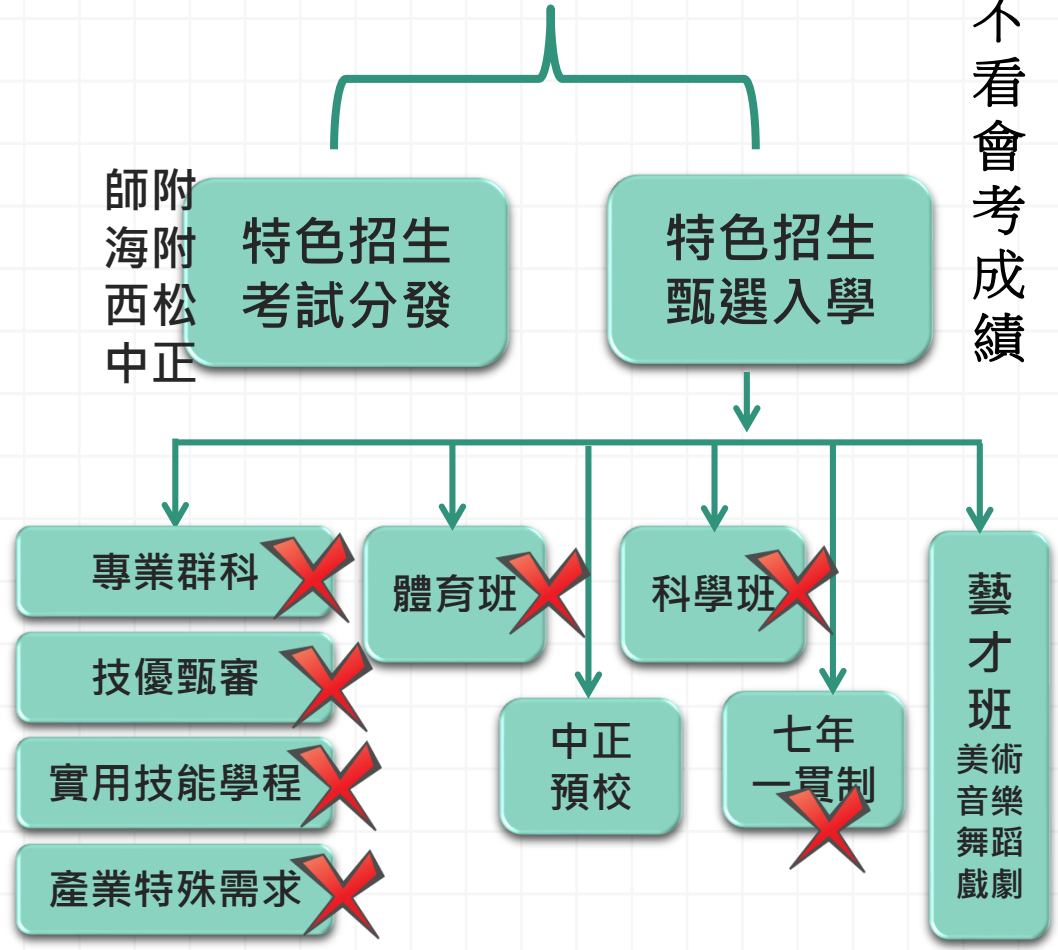 不看會考成績
師附
海附
西松
中正
特色招生
考試分發
特色招生
甄選入學
專業群科
技優甄審
實用技能學程
產業特殊需求
體育班
中正
預校
科學班
七年
一貫制
藝才班
美術
音樂
舞蹈
戲劇